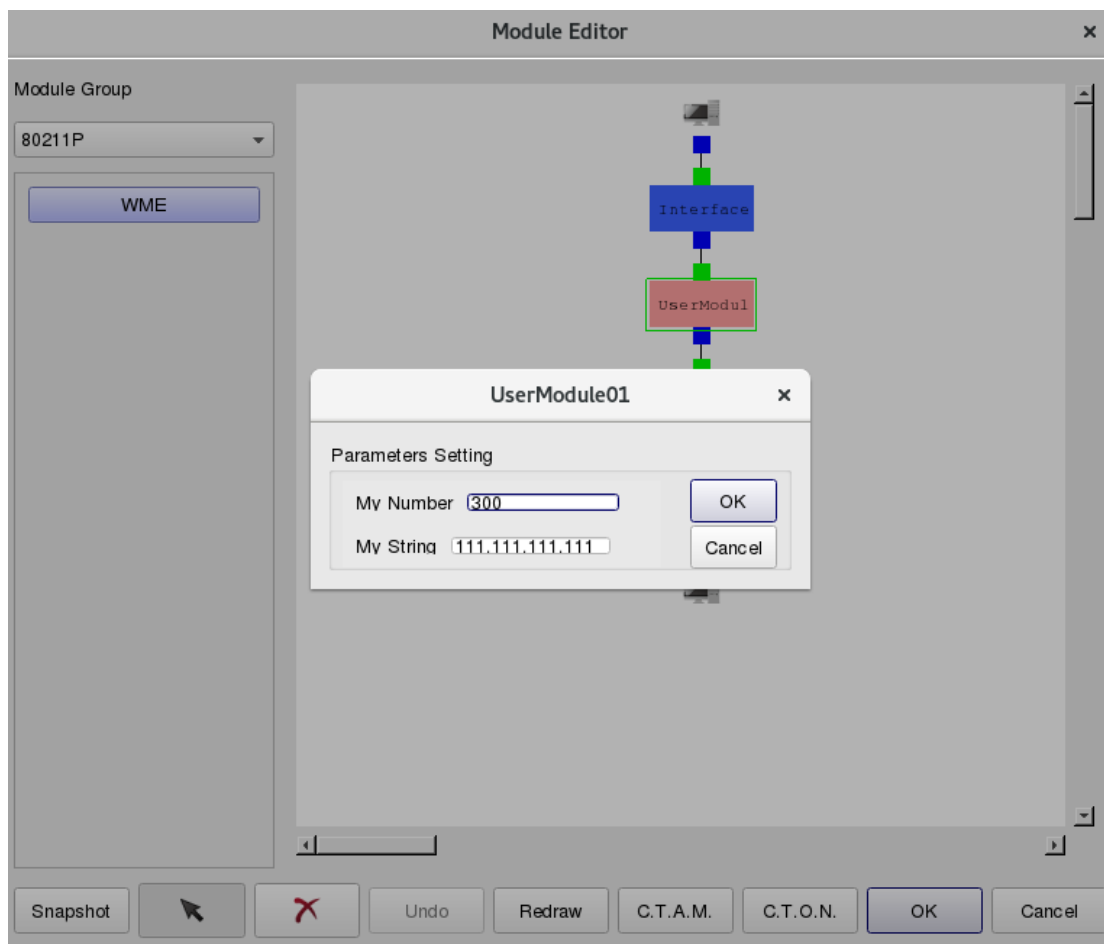 Module Editor
Module Group
80211P
WME
Interface
UserModul
UserModule01
Parameters Setting
My Number 300
OK
My String 111.111.111.111
Cancel
Snapshot Undo Redraw C.T.A.M. C.T.O.N. OK Cancel